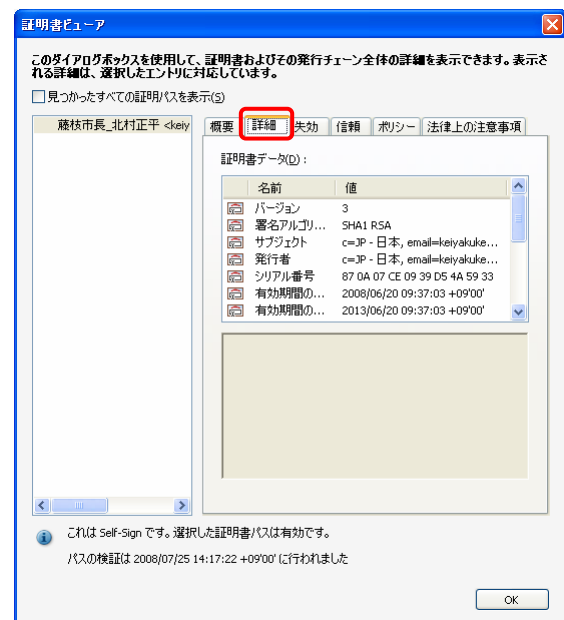 証明書ビューア
このダイアログボックスを使用して、証明書およびその発行チェーン全体の詳細を表示できます。表示さ
れる詳細は、選択したエントリに対応しています。
見つかったすべての証明パスを表示(S)
藤枝市長_北村正平 <keiy
概要 詳細 失効 信頼 ポリシー 法律上の注意事項
証明書データ(D):
名前 値
バージョン 3
署名アルゴリ... SHA1 RSA
サブジェクト c=JP - 日本, email=keiyakuke...
発行者 c=JP - 日本, email=keiyakuke...
シリアル番号 87 0A 07 CE 09 39 D5 4A 59 33
有効期間の... 2008/06/20 09:37:03 +09'00'
有効期間の... 2013/06/20 09:37:03 +09'00'
これは Self-Sign です。選択した証明書パスは有効です。
パスの検証は 2008/07/25 14:17:22 +09'00' に行われました
OK